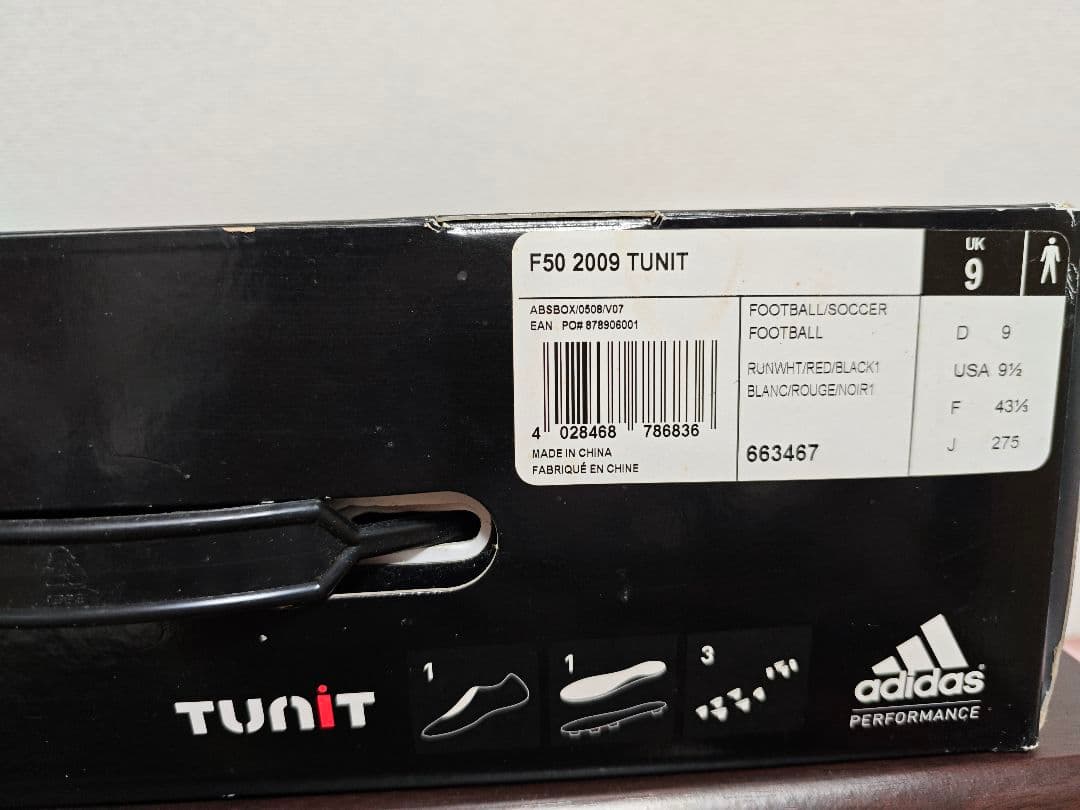 F50 2009 TUNIT
UK
9
ABSBOX/0508/V07
EAN PO# 878906001
4 028468 786836
MADE IN CHINA
FABRIQUÉ EN CHINE
FOOTBALL/SOCCER
FOOTBALL
RUNWHT/RED/BLACK1
BLANC/ROUGE/NOIR1
663467
D 9
USA 9½
F 43⅓
J 275
TUNiT
1
1
3
adidas
PERFORMANCE